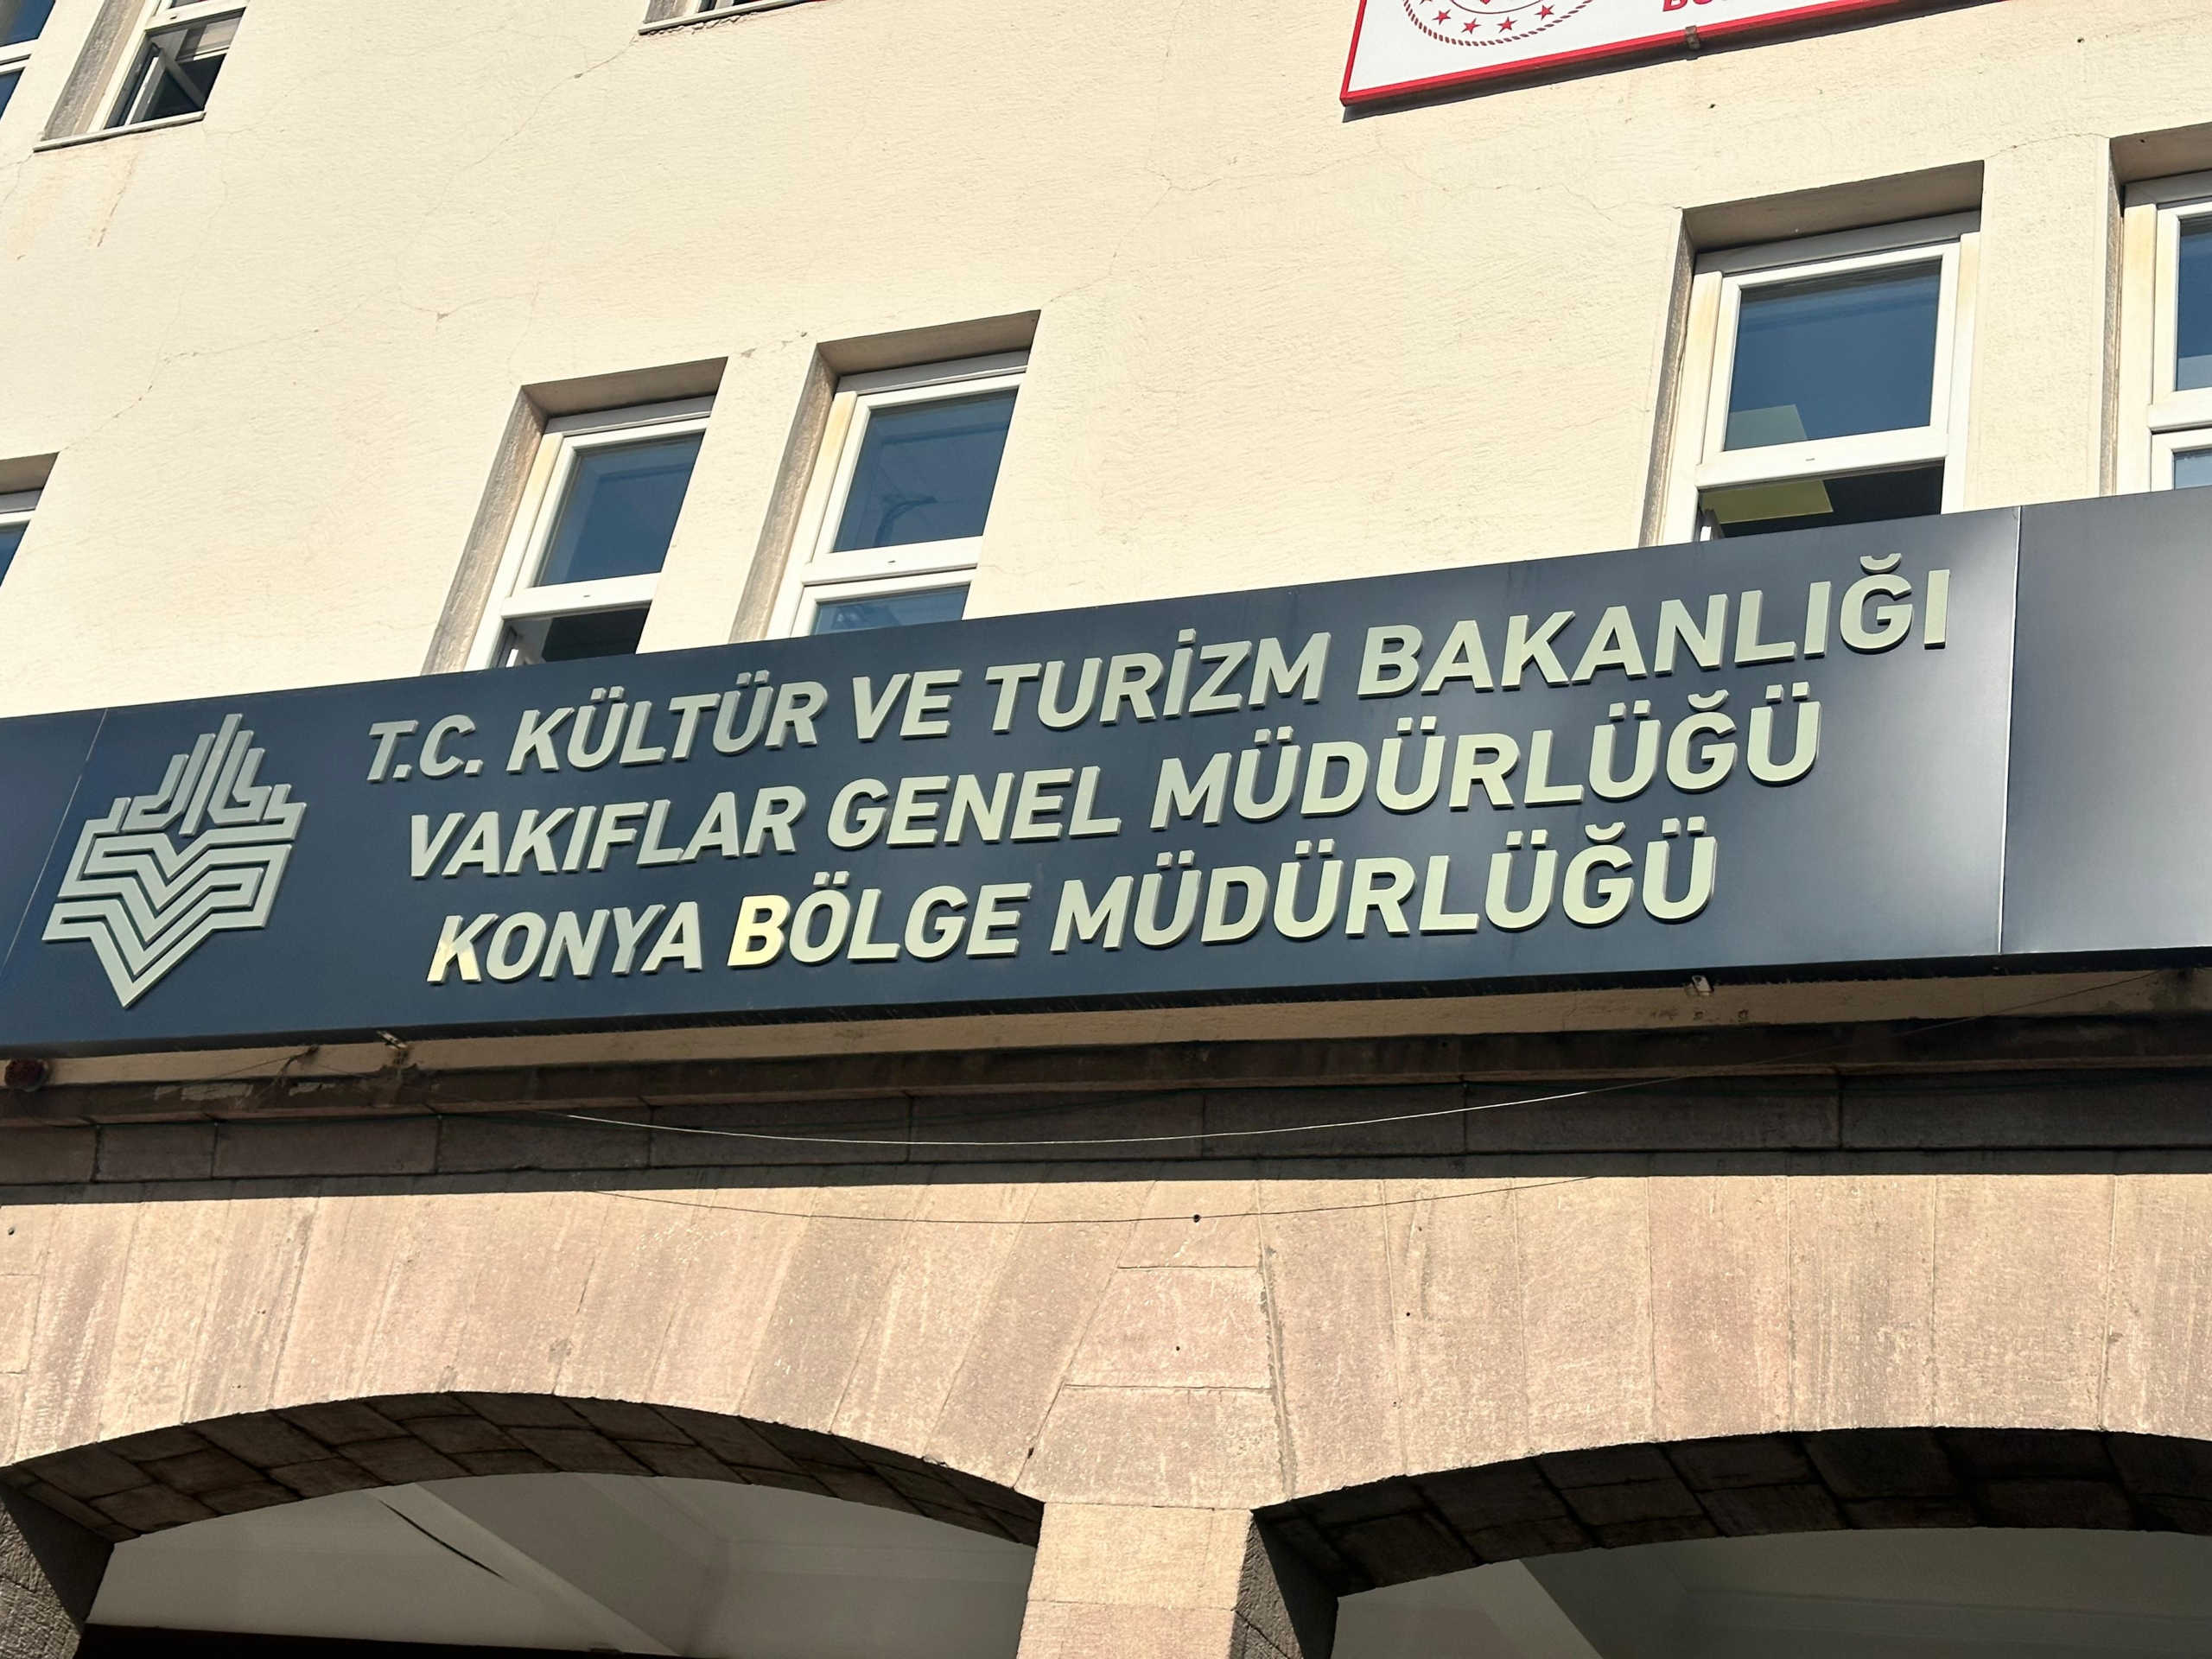 T.C. KÜLTÜR VE TURİZM BAKANLIĞI
VAKIFLAR GENEL MÜDÜRLÜĞÜ
KONYA BÖLGE MÜDÜRLÜĞÜ